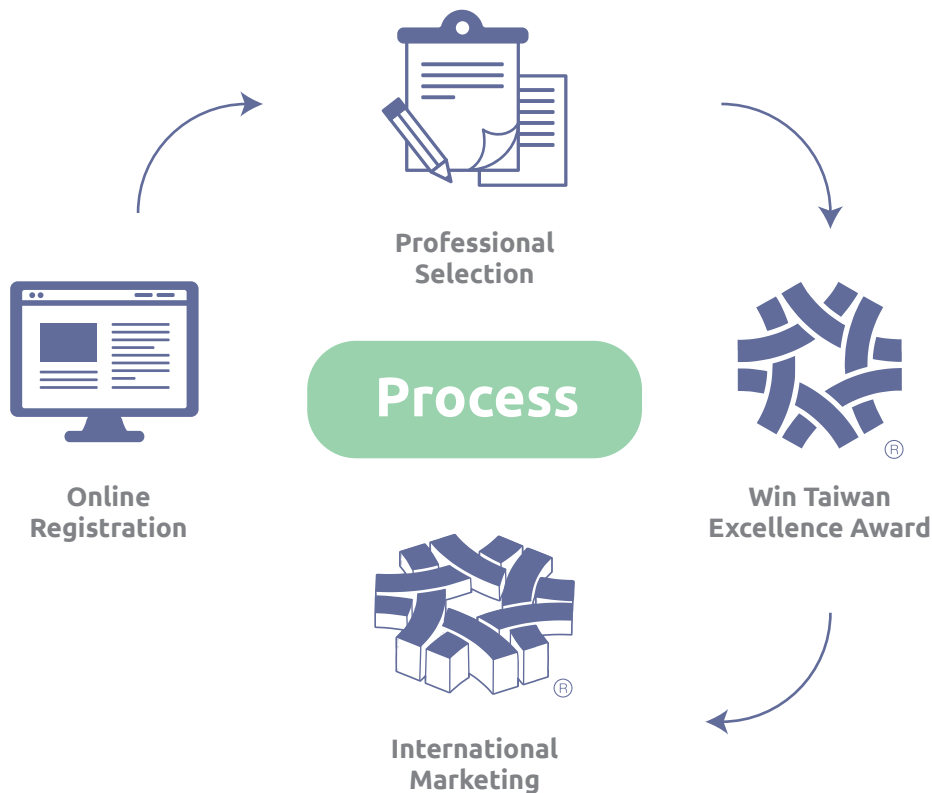 Professional
Selection
Process
Online
Registration
Win Taiwan
Excellence Award
®
®
International
Marketing